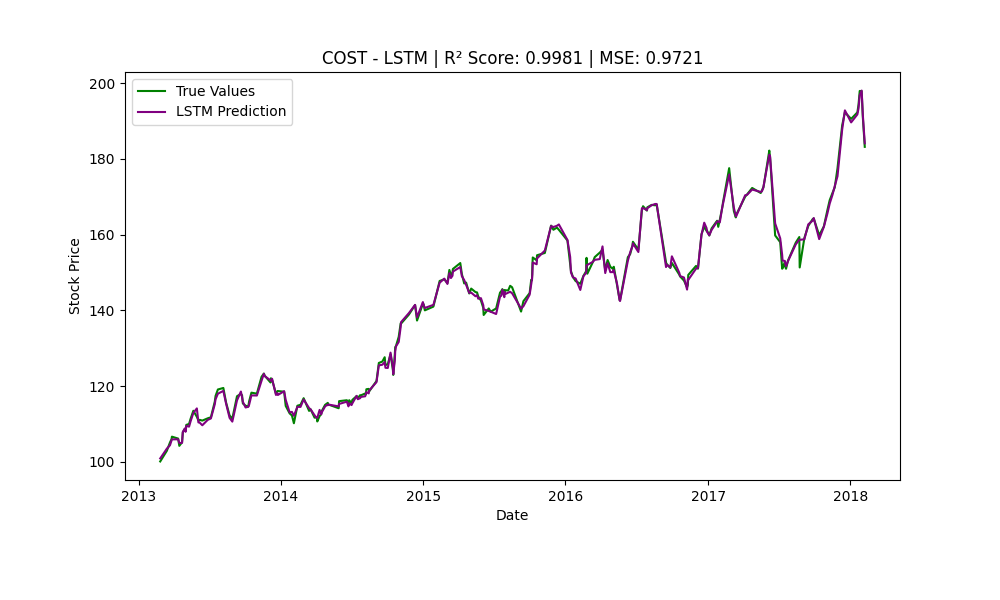 COST - LSTM | R² Score: 0.9981 | MSE: 0.9721
True Values
LSTM Prediction
Stock Price
200
180
160
140
120
100
2013 2014 2015 2016 2017 2018
Date